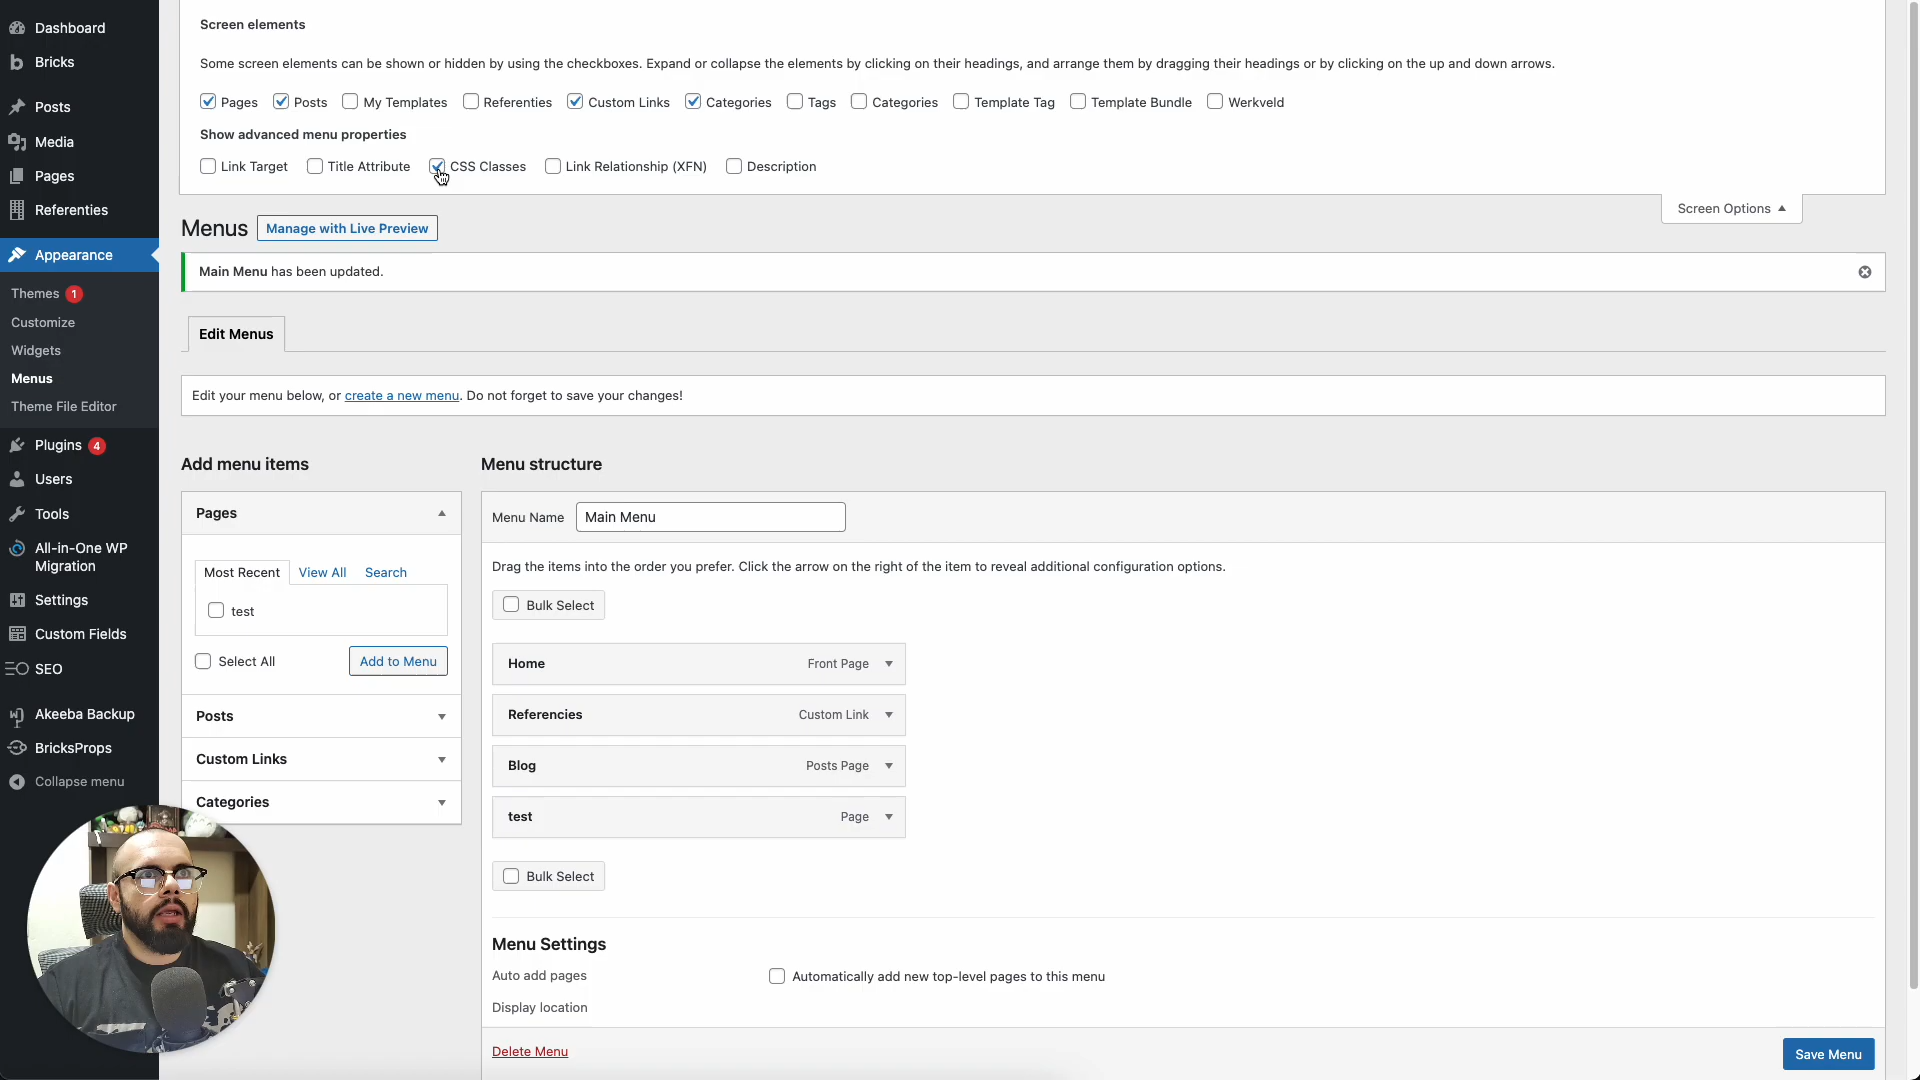 Dashboard
Bricks
Posts
Media
Pages
Referenties
Appearance
Themes 1
Customize
Widgets
Menus
Theme File Editor
Plugins 4
Users
Tools
All-in-One WP
Migration
Settings
Custom Fields
SEO
Akeeba Backup
BricksProps
Collapse menu
Screen elements
Some screen elements can be shown or hidden by using the checkboxes. Expand or collapse the elements by clicking on their headings, and arrange them by dragging their headings or by clicking on the up and down arrows.
Pages Posts My Templates Referenties Custom Links Categories Tags Categories Template Tag Template Bundle Werkveld
Show advanced menu properties
Link Target Title Attribute CSS Classes Link Relationship (XFN) Description
Screen Options
Menus Manage with Live Preview
Main Menu has been updated.
Edit Menus
Edit your menu below, or create a new menu. Do not forget to save your changes!
Add menu items
Pages
Most Recent View All Search
test
Select All Add to Menu
Posts
Custom Links
Categories
Menu structure
Menu Name Main Menu
Drag the items into the order you prefer. Click the arrow on the right of the item to reveal additional configuration options.
Bulk Select
Home Front Page
Referencies Custom Link
Blog Posts Page
test Page
Bulk Select
Menu Settings
Auto add pages Automatically add new top-level pages to this menu
Display location
Delete Menu Save Menu